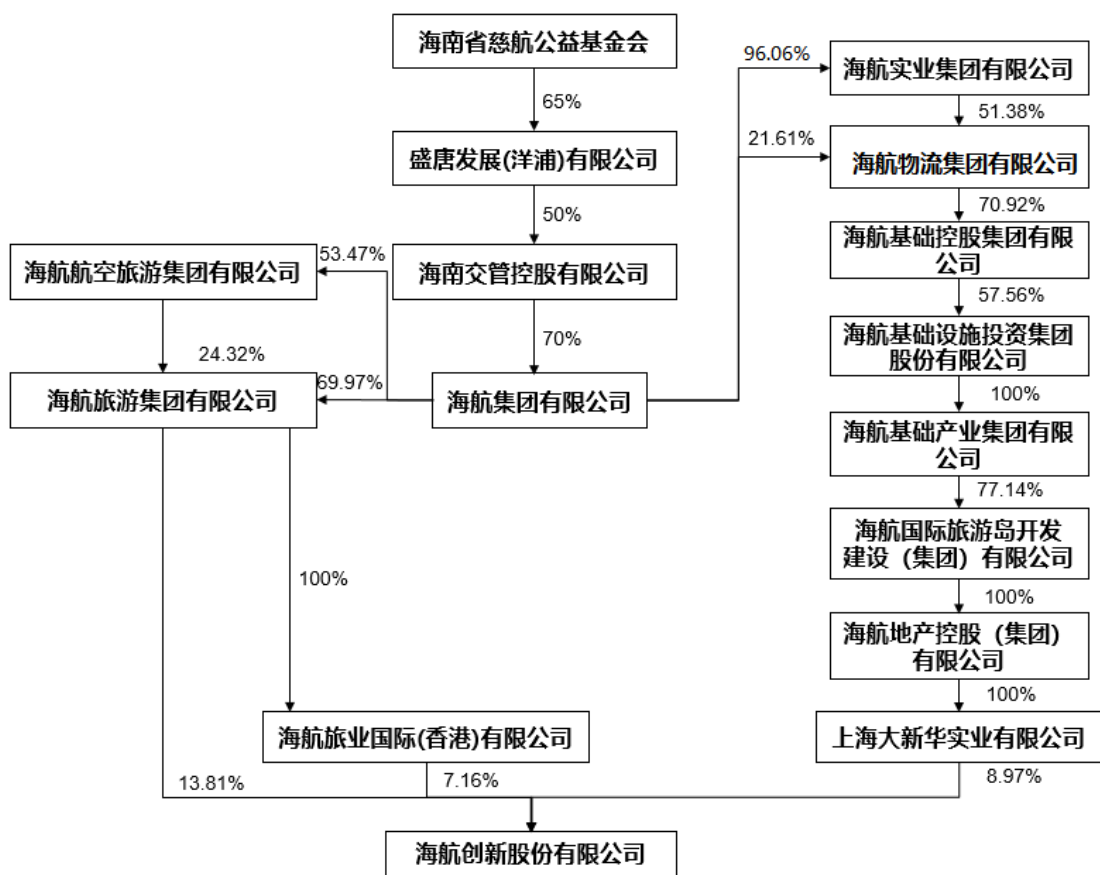 海南省慈航公益基金会
96.06%
海航实业集团有限公司
65%
51.38%
盛唐发展(洋浦)有限公司
21.61%
海航物流集团有限公司
50%
70.92%
海航航空旅游集团有限公司
53.47%
海南交管控股有限公司
海航基础控股集团有限
公司
57.56%
24.32%
70%
海航基础设施投资集团
股份有限公司
海航旅游集团有限公司
69.97%
海航集团有限公司
100%
海航基础产业集团有限
公司
77.14%
海航国际旅游岛开发
建设（集团）有限公司
100%
100%
海航地产控股（集团）
有限公司
100%
海航旅业国际(香港)有限公司
上海大新华实业有限公司
13.81%
7.16%
8.97%
海航创新股份有限公司